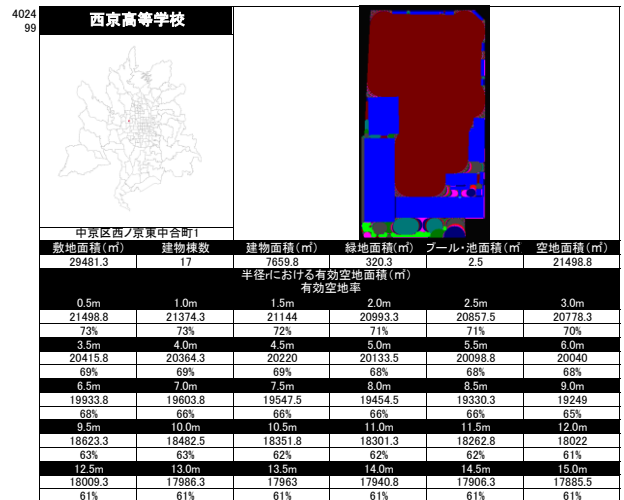 4024
99
西京高等学校
中京区西ノ京東中合町1
敷地面積(㎡) 建物棟数 建物面積(㎡) 緑地面積(㎡) プール・池面積(㎡ 空地面積(㎡)
29481.3 17 7659.8 320.3 2.5 21498.8
半径rにおける有効空地面積(㎡)
有効空地率
0.5m 1.0m 1.5m 2.0m 2.5m 3.0m
21498.8 21374.3 21144 20993.3 20857.5 20778.3
73% 73% 72% 71% 71% 70%
3.5m 4.0m 4.5m 5.0m 5.5m 6.0m
20415.8 20364.3 20220 20133.5 20098.8 20040
69% 69% 69% 68% 68% 68%
6.5m 7.0m 7.5m 8.0m 8.5m 9.0m
19933.8 19603.8 19547.5 19454.5 19330.3 19249
68% 66% 66% 66% 66% 65%
9.5m 10.0m 10.5m 11.0m 11.5m 12.0m
18623.3 18482.5 18351.8 18301.3 18262.8 18022
63% 63% 62% 62% 62% 61%
12.5m 13.0m 13.5m 14.0m 14.5m 15.0m
18009.3 17986.3 17963 17940.8 17906.3 17885.5
61% 61% 61% 61% 61% 61%